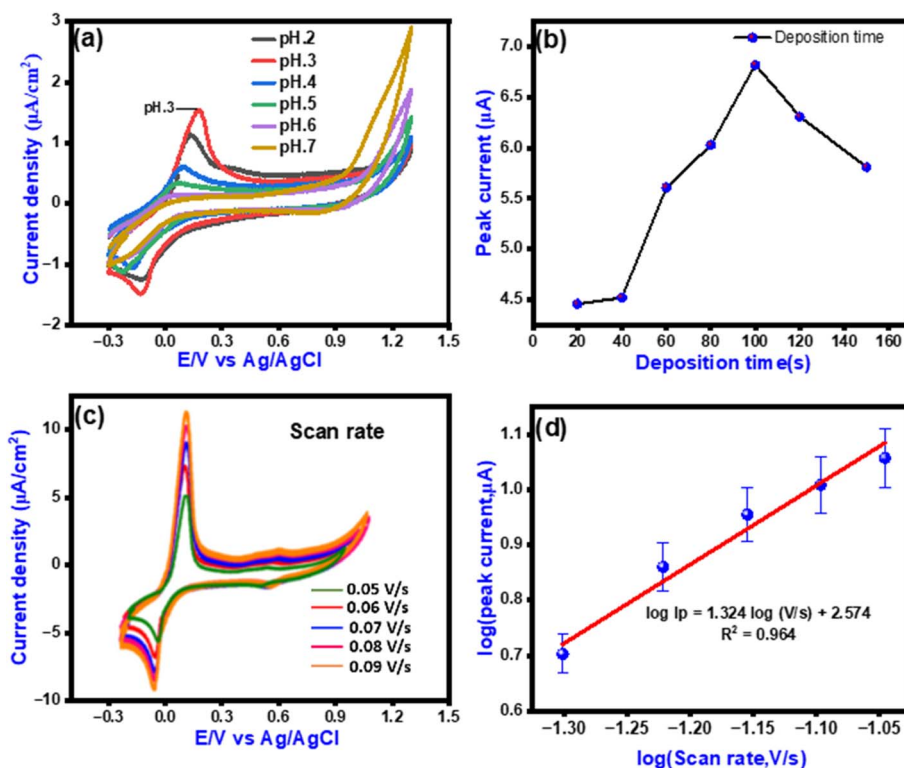 (a)
pH.2
pH.3
pH.4
pH.5
pH.6
pH.7
pH.3
Current density (µA/cm²)
3
2
1
0
−1
−2
−0.3 0.0 0.3 0.6 0.9 1.2 1.5
E/V vs Ag/AgCl
(b)
Deposition time
Peak current (µA)
7.0
6.5
6.0
5.5
5.0
4.5
0 20 40 60 80 100 120 140 160
Deposition time(s)
(c)
Scan rate
0.05 V/s
0.06 V/s
0.07 V/s
0.08 V/s
0.09 V/s
Current density (µA/cm²)
10
5
0
−5
−10
−0.3 0.0 0.3 0.6 0.9 1.2 1.5
E/V vs Ag/AgCl
(d)
log Ip = 1.324 log (V/s) + 2.574
R² = 0.964
log(peak current,µA)
1.1
1.0
0.9
0.8
0.7
0.6
−1.30 −1.25 −1.20 −1.15 −1.10 −1.05
log(Scan rate,V/s)